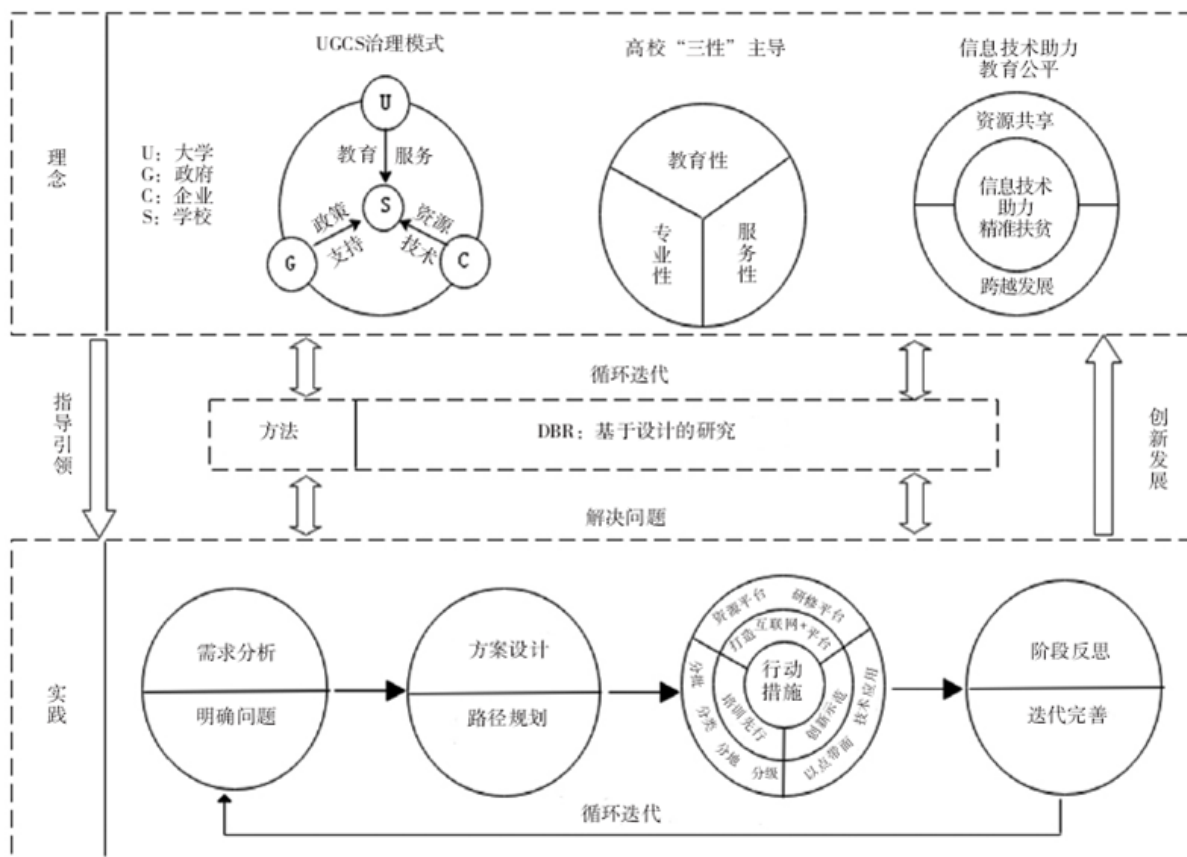 UGCS治理模式
高校“三性”主导
信息技术助力
教育公平
理念
U：大学
G：政府
C：企业
S：学校
U
教育 服务
S
政策
支持
资源
技术
G
C
教育性
专业性
服务性
资源共享
信息技术
助力
精准扶贫
跨越发展
指导引领
循环迭代
方法
DBR：基于设计的研究
解决问题
创新发展
实践
需求分析
明确问题
方案设计
路径规划
资源平台 研修平台
打造互联网+平台
行动
措施
分类 分地 分级
培训先行
创新示范
以点带面 技术应用
阶段反思
迭代完善
循环迭代